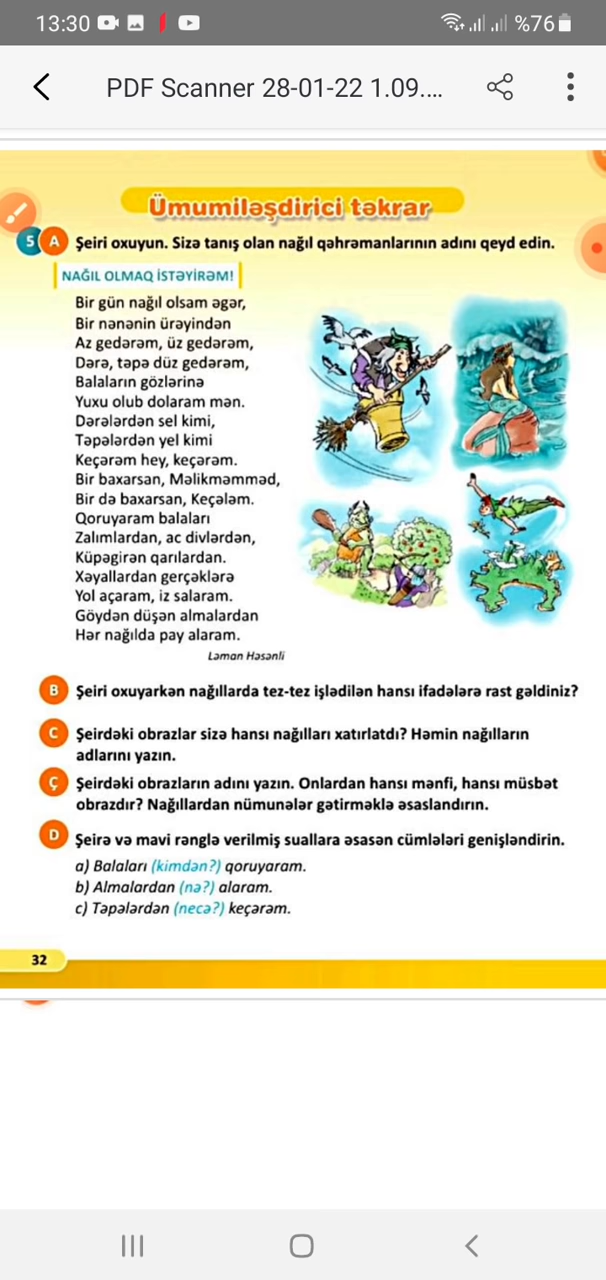 13:30
%76
PDF Scanner 28-01-22 1.09....
Ümumiləşdirici təkrar
5 A Şeiri oxuyun. Sizə tanış olan nağıl qəhrəmanlarının adını qeyd edin.
NAĞIL OLMAQ İSTƏYİRƏM!
Bir gün nağıl olsam əgər,
Bir nənənin ürəyindən
Az gedərəm, üz gedərəm,
Dərə, təpə düz gedərəm,
Balaların gözlərinə
Yuxu olub dolaram mən.
Dərələrdən sel kimi,
Təpələrdən yel kimi
Keçərəm hey, keçərəm.
Bir baxarsan, Məlikməmməd,
Bir də baxarsan, Keçələm.
Qoruyaram balaları
Zalımlardan, ac divlərdən,
Küpəgirən qarılardan.
Xəyallardan gerçəklərə
Yol açaram, iz salaram.
Göydən düşən almalardan
Hər nağılda pay alaram.
Ləman Həsənli
B Şeiri oxuyarkən nağıllarda tez-tez işlədilən hansı ifadələrə rast gəldiniz?
C Şeirdəki obrazlar sizə hansı nağılları xatırlatdı? Həmin nağılların
adlarını yazın.
Ç Şeirdəki obrazların adını yazın. Onlardan hansı mənfi, hansı müsbət
obrazdır? Nağıllardan nümunələr gətirməklə əsaslandırın.
D Şeirə və mavi rənglə verilmiş suallara əsasən cümlələri genişləndirin.
a) Balaları (kimdən?) qoruyaram.
b) Almalardan (nə?) alaram.
c) Təpələrdən (necə?) keçərəm.
32